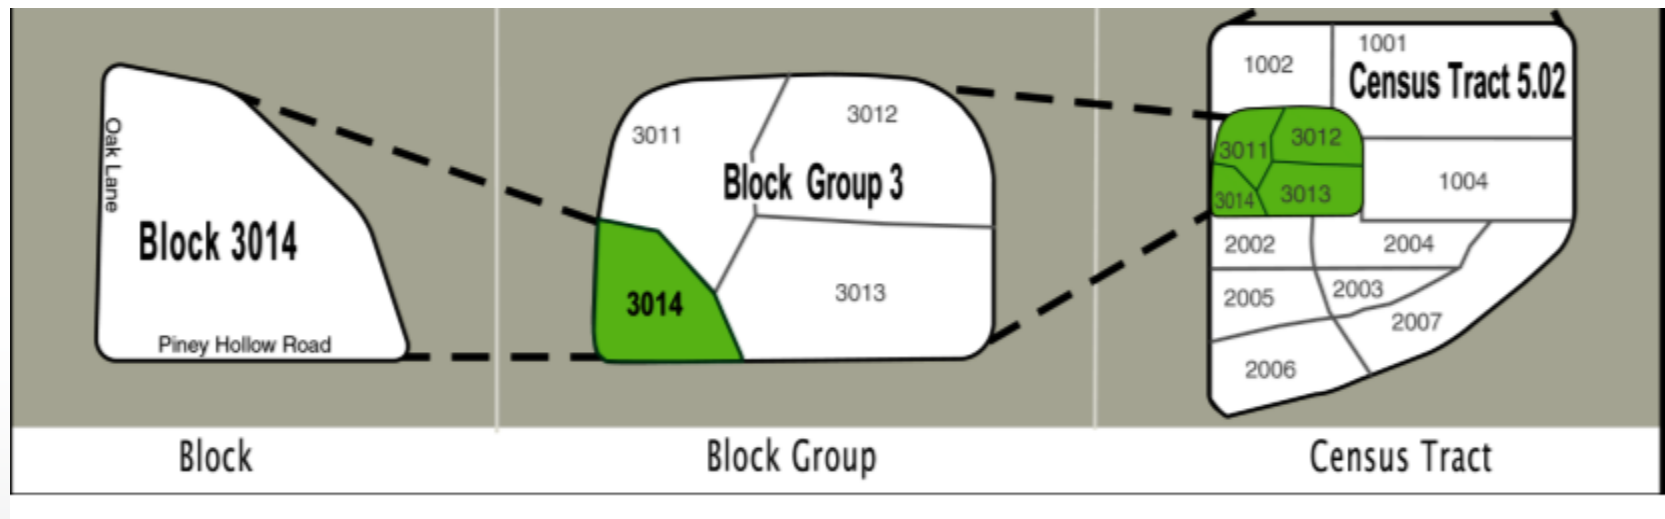 Oak Lane
Block 3014
Piney Hollow Road
3011
3012
Block Group 3
3014
3013
1002
1001
Census Tract 5.02
3011
3012
3014
3013
1004
2002
2004
2005
2003
2007
2006
Block
Block Group
Census Tract